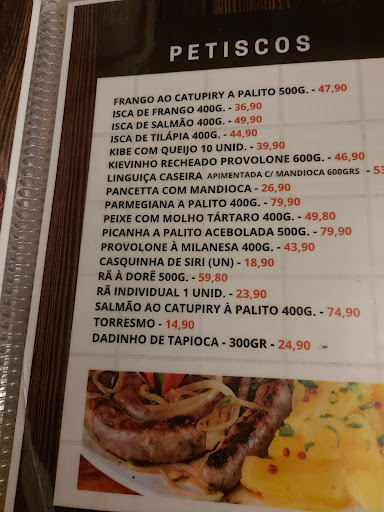 PETISCOS
FRANGO AO CATUPIRY A PALITO 500G. - 47,90
ISCA DE FRANGO 400G. - 36,90
ISCA DE SALMÃO 400G. - 49,90
ISCA DE TILÁPIA 400G. - 44,90
KIBE COM QUEIJO 10 UNID. - 39,90
KIEVINHO RECHEADO PROVOLONE 600G. - 46,90
LINGUIÇA CASEIRA APIMENTADA C/ MANDIOCA 600GRS - 53
PANCETTA COM MANDIOCA - 26,90
PARMEGIANA A PALITO 400G. - 79,90
PEIXE COM MOLHO TÁRTARO 400G. - 49,80
PICANHA A PALITO ACEBOLADA 500G. - 79,90
PROVOLONE À MILANESA 400G. - 43,90
CASQUINHA DE SIRI (UN) - 18,90
RÃ À DORÊ 500G. - 59,80
RÃ INDIVIDUAL 1 UNID. - 23,90
SALMÃO AO CATUPIRY À PALITO 400G. - 74,90
TORRESMO - 14,90
DADINHO DE TAPIOCA - 300GR - 24,90